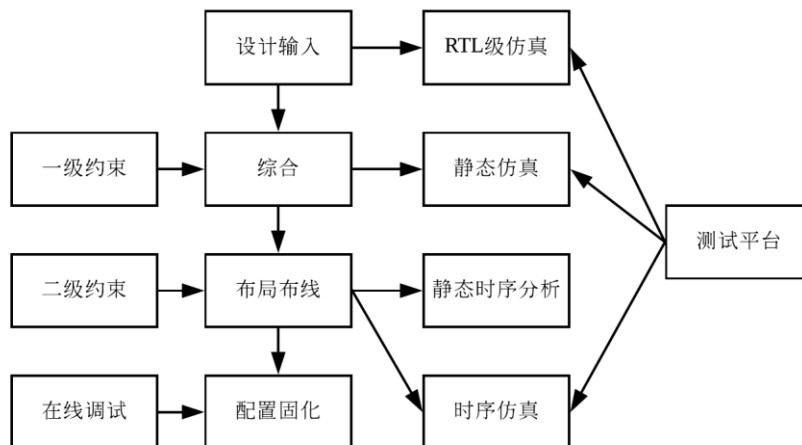 设计输入
RTL级仿真
一级约束
综合
静态仿真
测试平台
二级约束
布局布线
静态时序分析
在线调试
配置固化
时序仿真